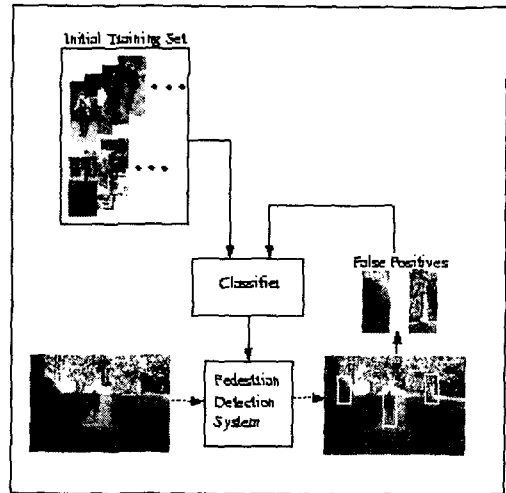 Initial Training Set
Classifier
False Positives
Pedestrian
Detection
System